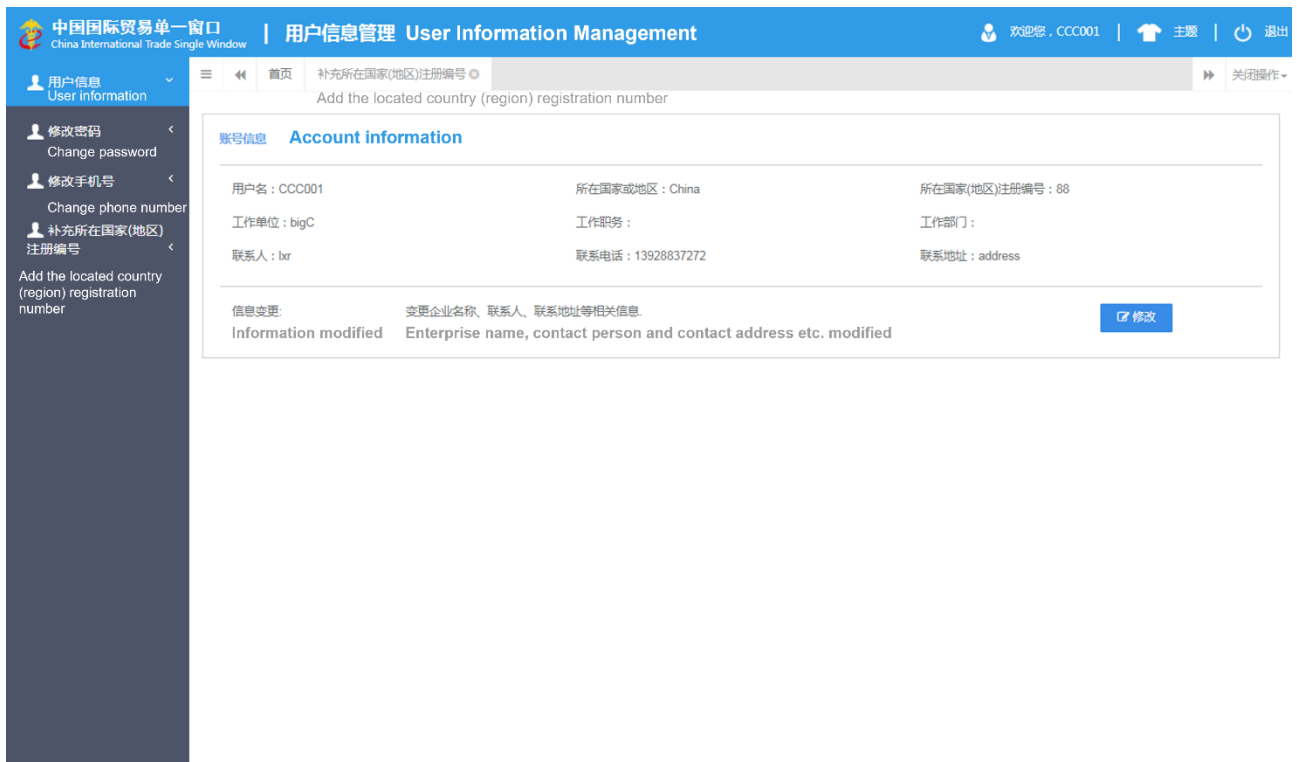 中国国际贸易单一窗口
China International Trade Single Window
| 用户信息管理 User Information Management
欢迎您，CCC001 | 主题 | 退出
用户信息
User information
首页 补充所在国家(地区)注册编号
关闭操作
Add the located country (region) registration number
修改密码
Change password
修改手机号
Change phone number
补充所在国家(地区)
注册编号
Add the located country
(region) registration
number
账号信息 Account information
用户名：CCC001 所在国家或地区：China 所在国家(地区)注册编号：88
工作单位：bigC 工作职务： 工作部门：
联系人：lxr 联系电话：13928837272 联系地址：address
信息变更: 变更企业名称、联系人、联系地址等相关信息.
Information modified Enterprise name, contact person and contact address etc. modified
修改